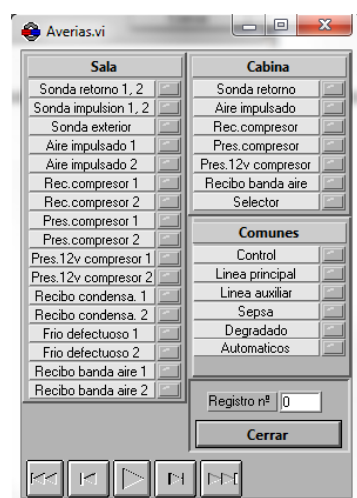 Averias.vi
Sala
Sonda retorno 1, 2
Sonda impulsion 1, 2
Sonda exterior
Aire impulsado 1
Aire impulsado 2
Rec.compresor 1
Rec.compresor 2
Pres.compresor 1
Pres.compresor 2
Pres.12v compresor 1
Pres.12v compresor 2
Recibo condensa. 1
Recibo condensa. 2
Frio defectuoso 1
Frio defectuoso 2
Recibo banda aire 1
Recibo banda aire 2
Cabina
Sonda retorno
Aire impulsado
Rec.compresor
Pres.compresor
Pres.12v compresor
Recibo banda aire
Selector
Comunes
Control
Linea principal
Linea auxiliar
Sepsa
Degradado
Automaticos
Registro nº 0
Cerrar